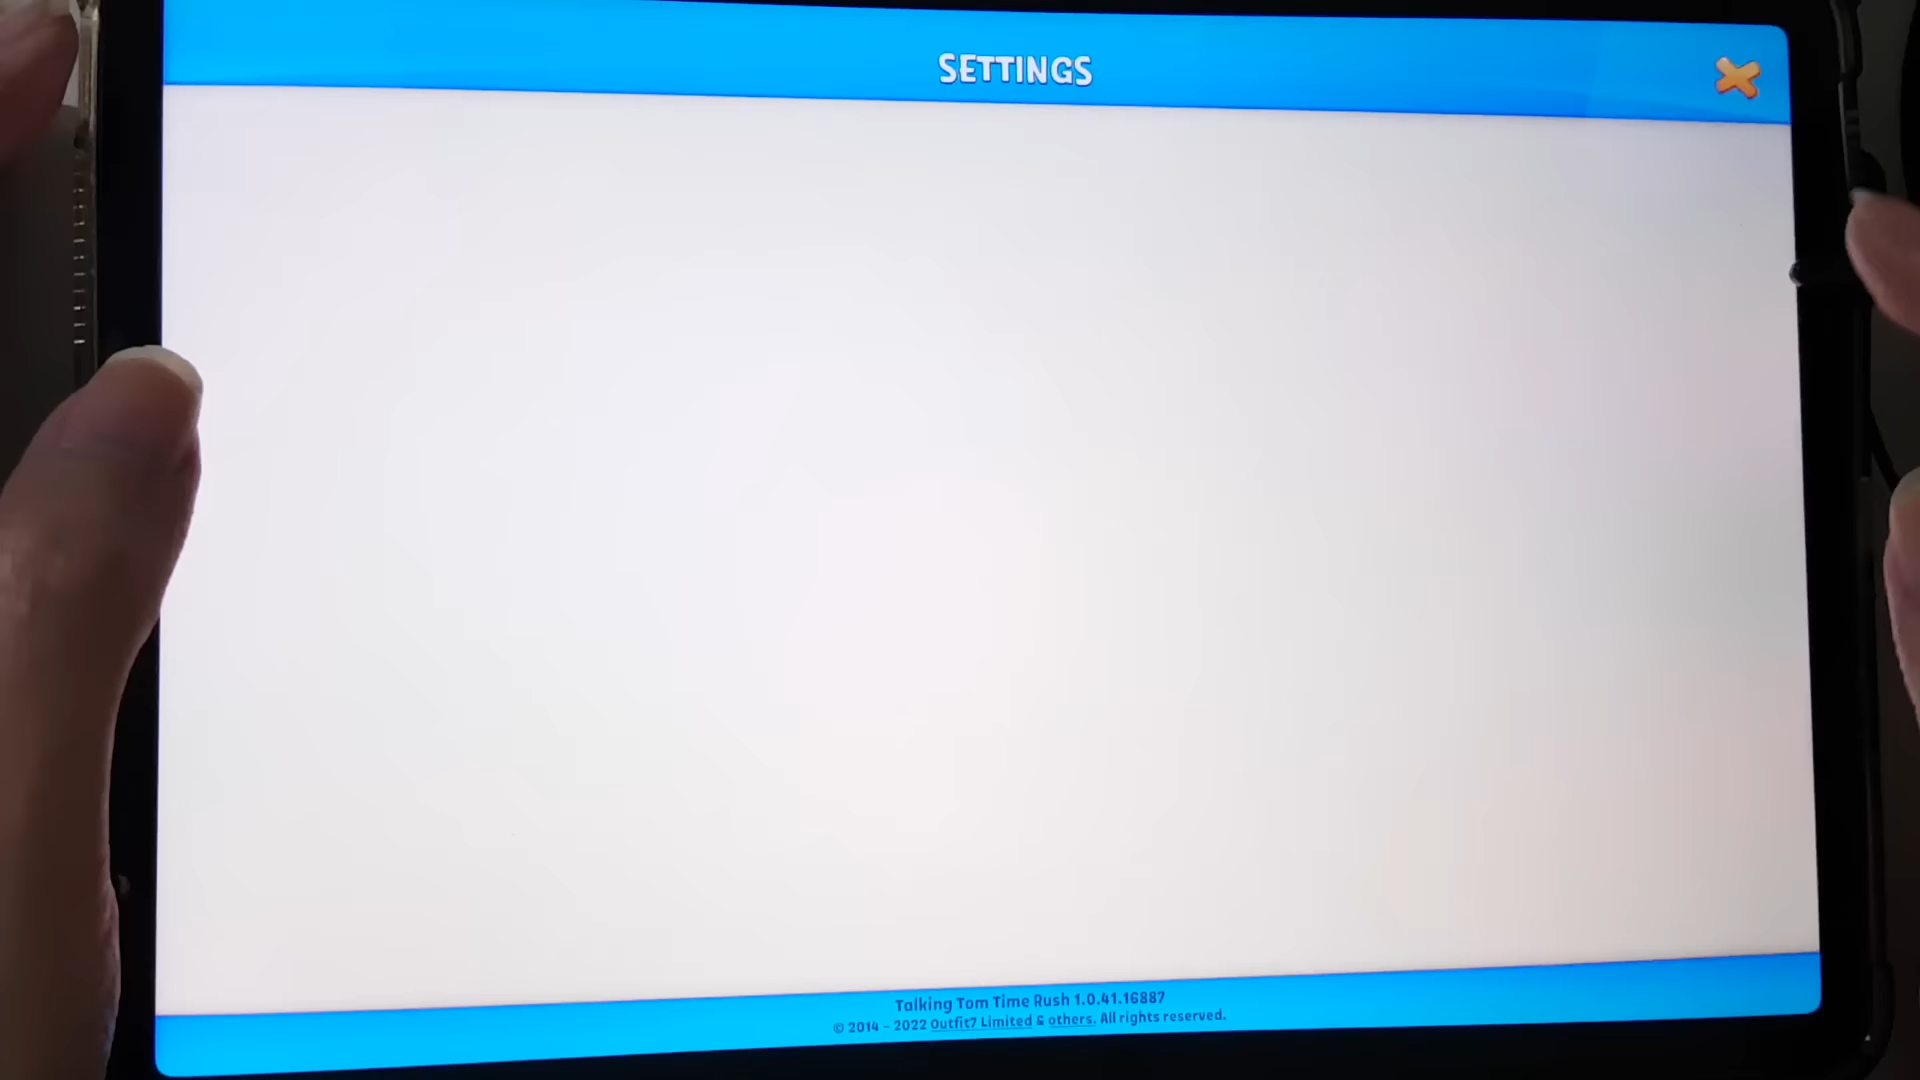 SETTINGS
Talking Tom Time Rush 1.0.41.16887
© 2014 - 2022 Outfit7 Limited & others. All rights reserved.